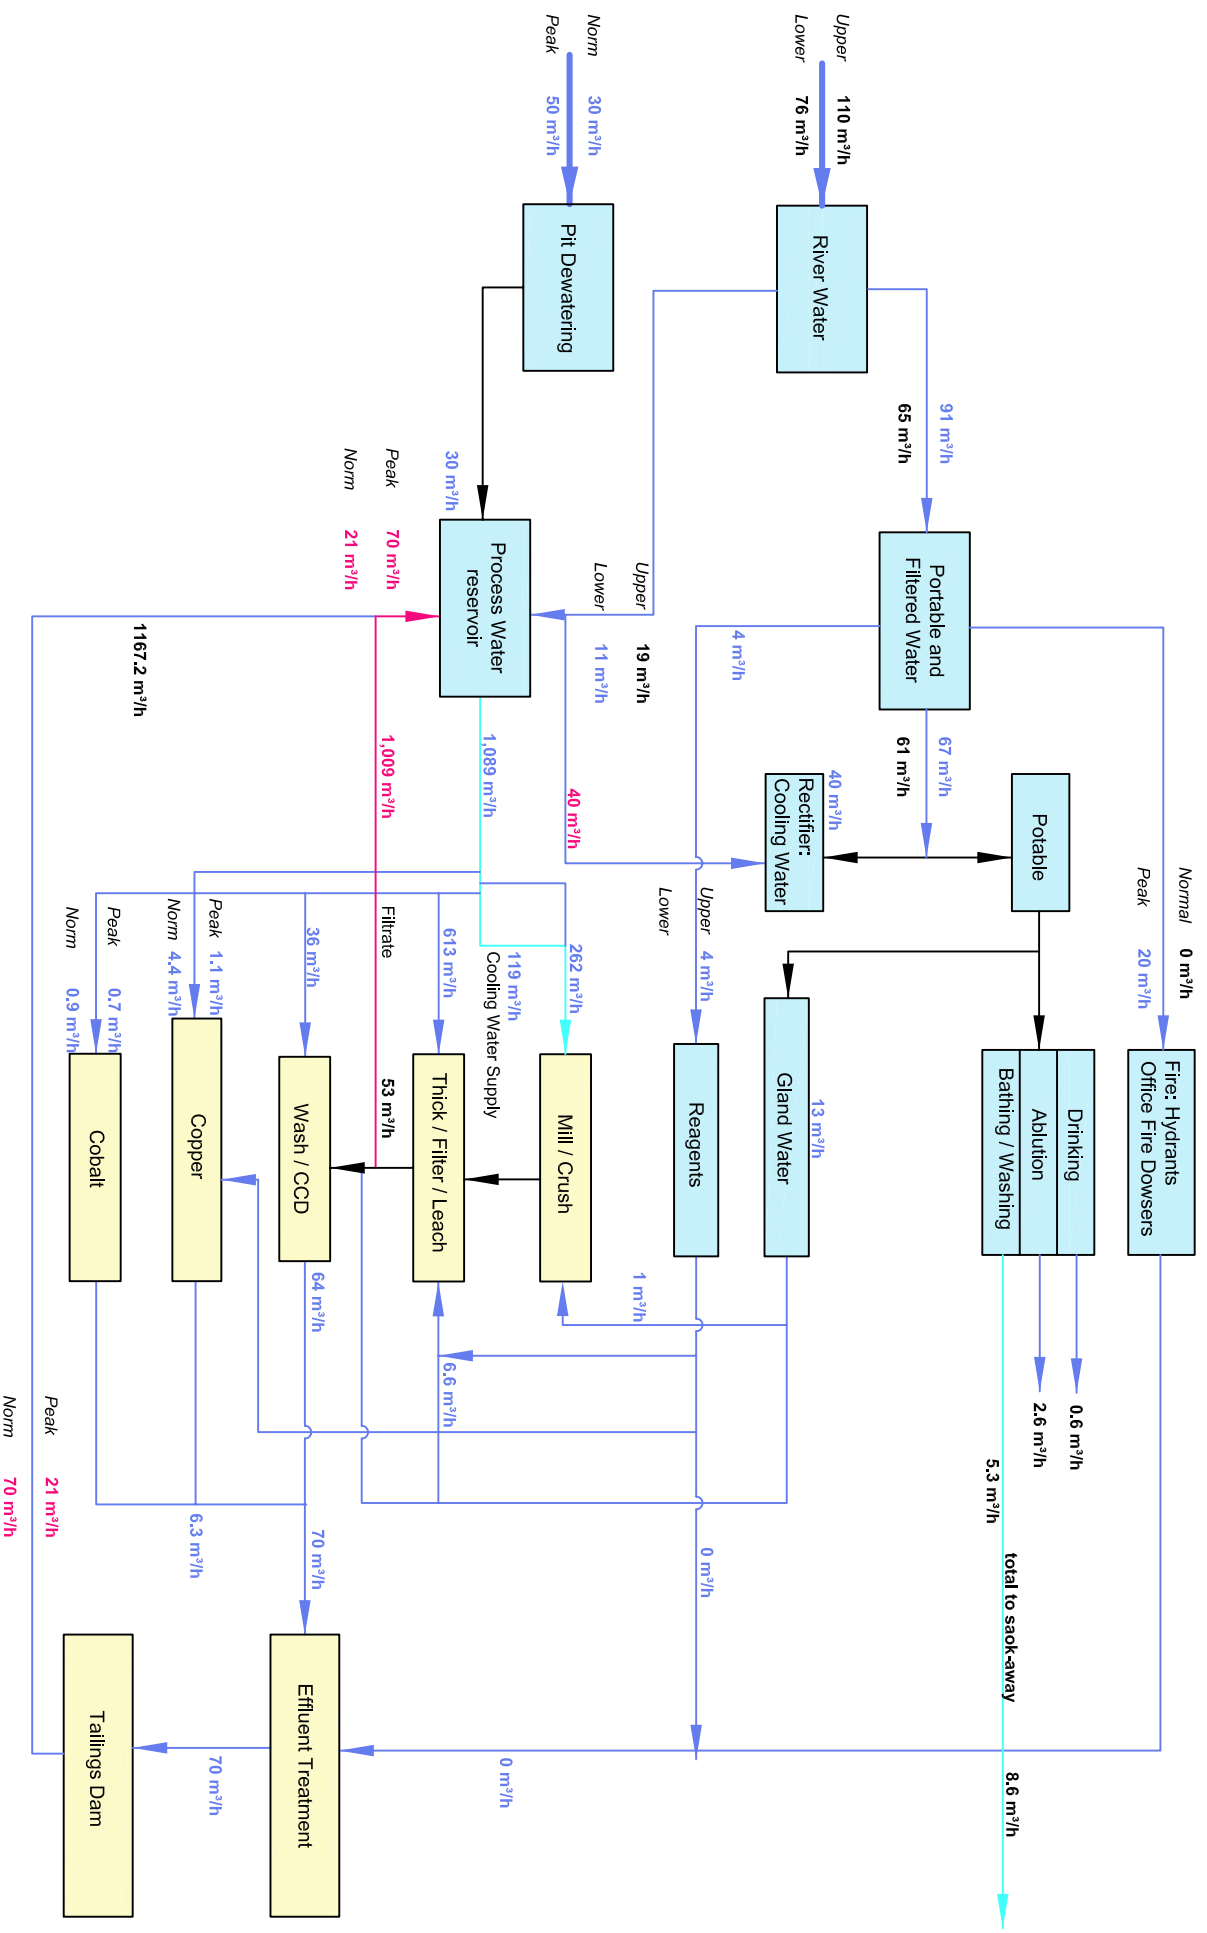 Normal 0 m³/h
Peak 20 m³/h
Fire: Hydrants
Office Fire Dowsers
Upper 110 m³/h
Lower 76 m³/h
River Water
91 m³/h
65 m³/h
Portable and
Filtered Water
67 m³/h
61 m³/h
Potable
Drinking
Ablution
Bathing / Washing
0.6 m³/h
2.6 m³/h
5.3 m³/h
total to saok-away
8.6 m³/h
40 m³/h
Rectifier:
Cooling Water
13 m³/h
Gland Water
4 m³/h
Upper 4 m³/h
Lower
Reagents
0 m³/h
1 m³/h
Norm 30 m³/h
Peak 50 m³/h
Pit Dewatering
Upper 19 m³/h
Lower 11 m³/h
40 m³/h
30 m³/h
Process Water
reservoir
1,089 m³/h
262 m³/h
Mill / Crush
119 m³/h
Cooling Water Supply
613 m³/h
Thick / Filter / Leach
6.6 m³/h
0 m³/h
Peak 70 m³/h
Norm 21 m³/h
1,009 m³/h
Filtrate
53 m³/h
36 m³/h
Wash / CCD
64 m³/h
70 m³/h
Effluent Treatment
Peak 1.1 m³/h
Norm 4.4 m³/h
Copper
6.3 m³/h
70 m³/h
1167.2 m³/h
Peak 0.7 m³/h
Norm 0.9 m³/h
Cobalt
Tailings Dam
Peak 21 m³/h
Norm 70 m³/h